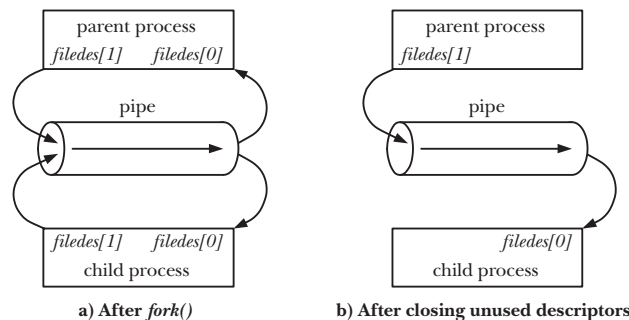 parent process
filedes[1] filedes[0]
pipe
filedes[1] filedes[0]
child process
a) After fork()
parent process
filedes[1]
pipe
filedes[0]
child process
b) After closing unused descriptors